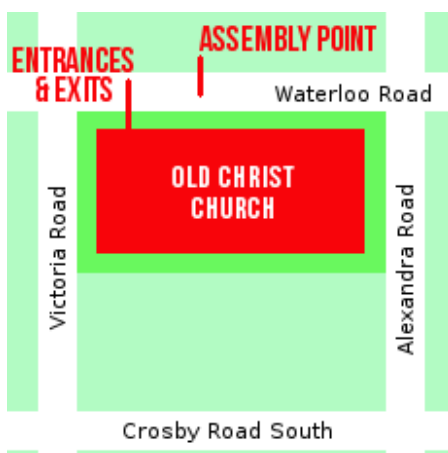 ASSEMBLY POINT
ENTRANCES
& EXITS
Waterloo Road
OLD CHRIST
CHURCH
Victoria Road
Alexandra Road
Crosby Road South